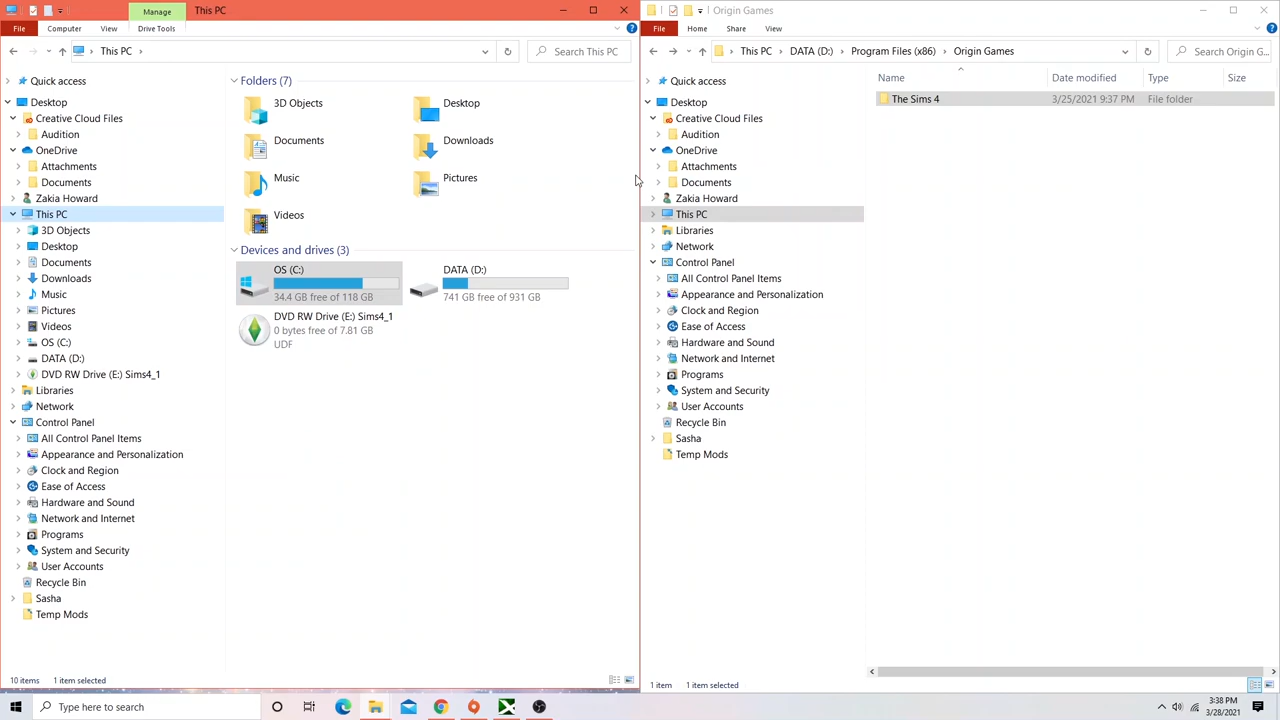 Manage
This PC
File
Computer
View
Drive Tools
This PC
Search This PC
Quick access
Desktop
Creative Cloud Files
Audition
OneDrive
Attachments
Documents
Zakia Howard
This PC
3D Objects
Desktop
Documents
Downloads
Music
Pictures
Videos
OS (C:)
DATA (D:)
DVD RW Drive (E:) Sims4_1
Libraries
Network
Control Panel
All Control Panel Items
Appearance and Personalization
Clock and Region
Ease of Access
Hardware and Sound
Network and Internet
Programs
System and Security
User Accounts
Recycle Bin
Sasha
Temp Mods
Folders (7)
3D Objects
Desktop
Documents
Downloads
Music
Pictures
Videos
Devices and drives (3)
OS (C:)
34.4 GB free of 118 GB
DATA (D:)
741 GB free of 931 GB
DVD RW Drive (E:) Sims4_1
0 bytes free of 7.81 GB
UDF
10 items
1 item selected
Origin Games
File
Home
Share
View
This PC
DATA (D:)
Program Files (x86)
Origin Games
Search Origin G...
Quick access
Desktop
Creative Cloud Files
Audition
OneDrive
Attachments
Documents
Zakia Howard
This PC
Libraries
Network
Control Panel
All Control Panel Items
Appearance and Personalization
Clock and Region
Ease of Access
Hardware and Sound
Network and Internet
Programs
System and Security
User Accounts
Recycle Bin
Sasha
Temp Mods
Name
Date modified
Type
Size
The Sims 4
3/25/2021 9:37 PM
File folder
1 item
1 item selected
Type here to search
3:38 PM
3/28/2021